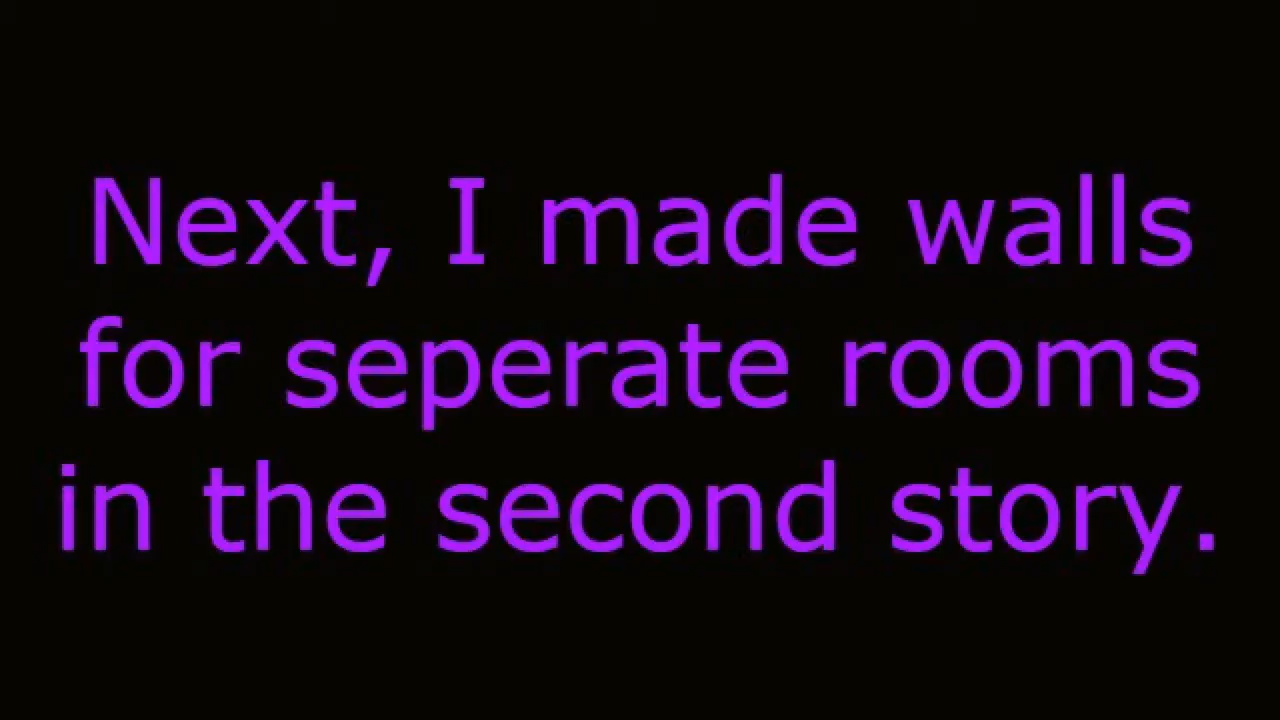 Next, I made walls
for seperate rooms
in the second story.